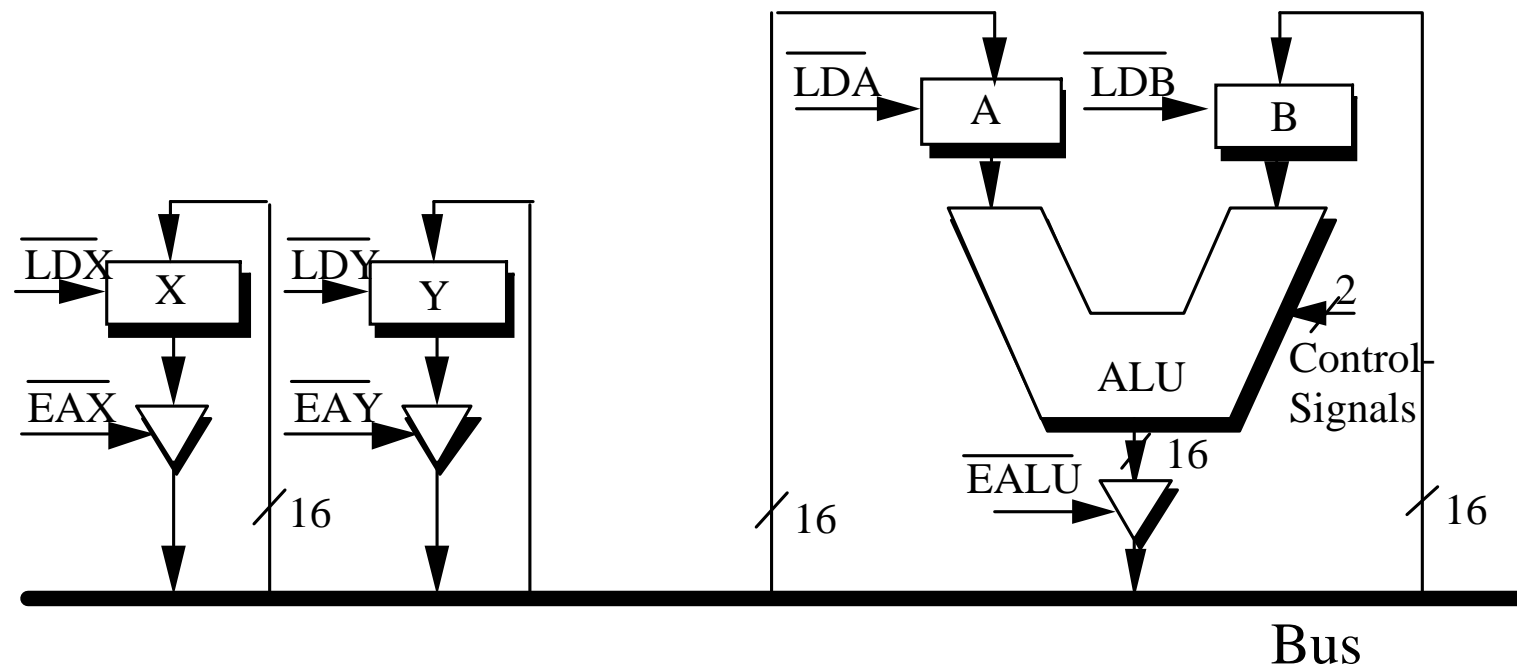 LDA
A
LDB
B
LDX
X
LDY
Y
2
Control-
Signals
ALU
EAX
EAY
16
EALU
16
16
16
Bus